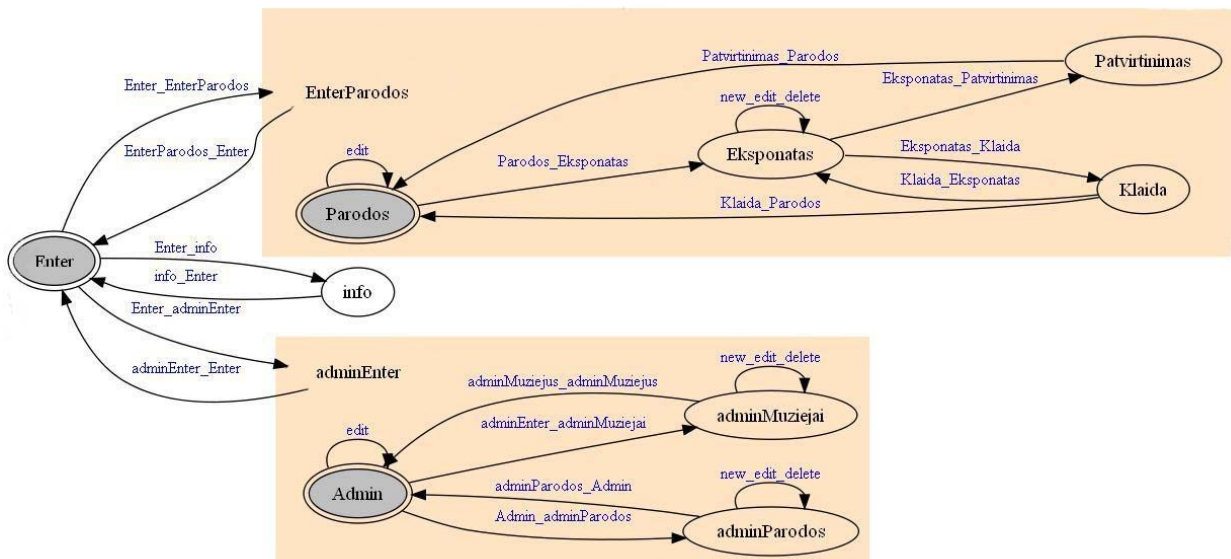 Patvirtinimas_Parodos
Patvirtinimas
Eksponatas_Patvirtinimas
Enter_EnterParodos
EnterParodos
new_edit_delete
EnterParodos_Enter
edit
Parodos_Eksponatas
Eksponatas
Eksponatas_Klaida
Klaida_Eksponatas
Klaida
Parodos
Klaida_Parodos
Enter
Enter_info
info_Enter
info
Enter_adminEnter
adminEnter_Enter
adminEnter
new_edit_delete
adminMuziejus_adminMuziejus
adminMuziejai
edit
adminEnter_adminMuziejai
new_edit_delete
Admin
adminParodos_Admin
Admin_adminParodos
adminParodos